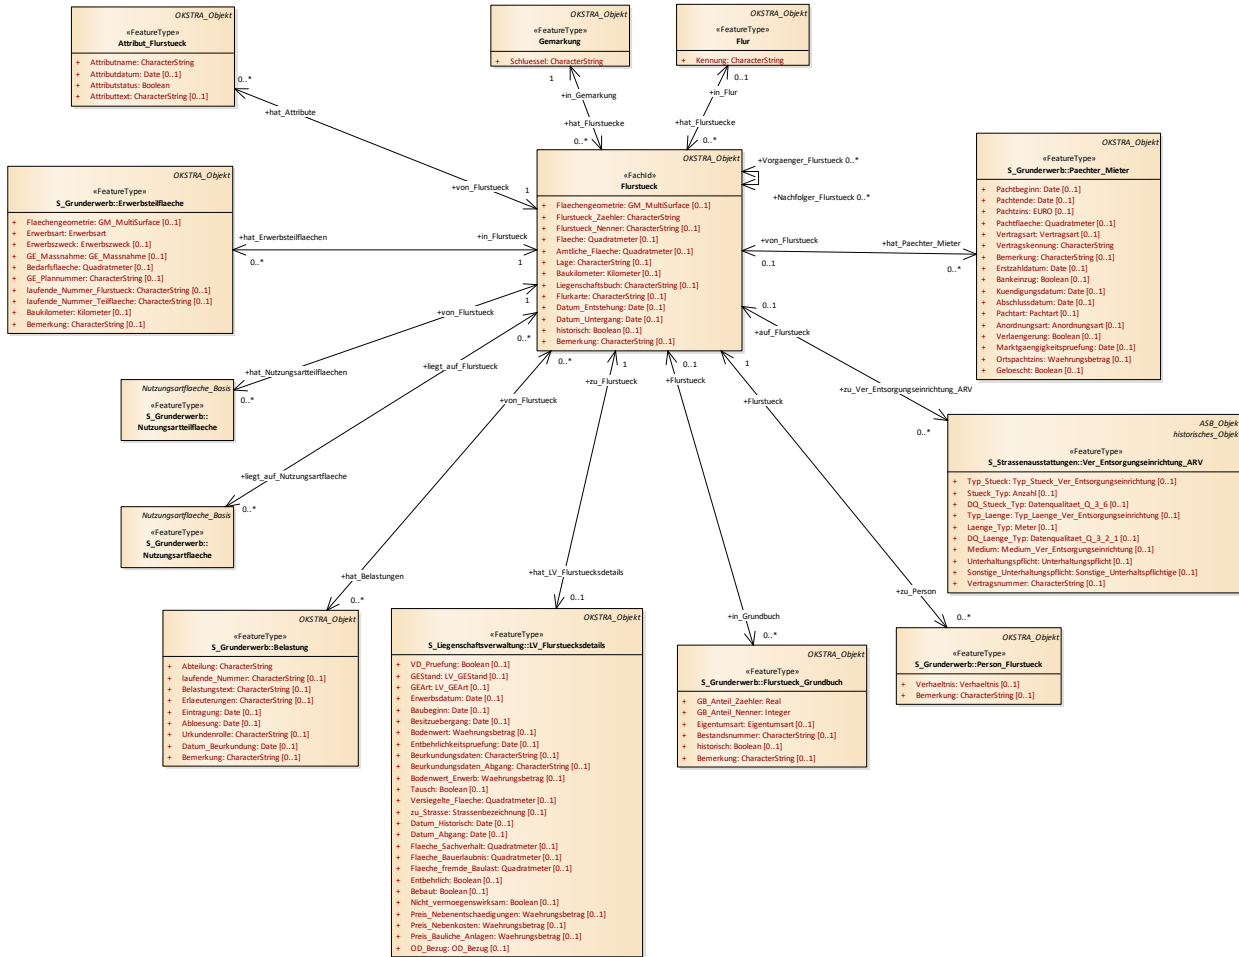 OKSTRA_Objekt
«FeatureType»
Attribut_Flurstueck
+ Attributname: CharacterString
+ Attributdatum: Date [0..1]
+ Attributstatus: Boolean
+ Attributtext: CharacterString [0..1]
OKSTRA_Objekt
«FeatureType»
Gemarkung
+ Schluessel: CharacterString
OKSTRA_Objekt
«FeatureType»
Flur
+ Kennung: CharacterString
0..*
+hat_Attribute
+von_Flurstueck
1
1
+in_Gemarkung
+hat_Flurstuecke
0..*
0..1
+in_Flur
+hat_Flurstuecke
0..*
OKSTRA_Objekt
«FachId»
Flurstueck
+ Flaechengeometrie: GM_MultiSurface [0..1]
+ Flurstueck_Zaehler: CharacterString
+ Flurstueck_Nenner: CharacterString [0..1]
+ Flaeche: Quadratmeter [0..1]
+ Amtliche_Flaeche: Quadratmeter [0..1]
+ Lage: CharacterString [0..1]
+ Baukilometer: Kilometer [0..1]
+ Liegenschaftsbuch: CharacterString [0..1]
+ Flurkarte: CharacterString [0..1]
+ Datum_Entstehung: Date [0..1]
+ Datum_Untergang: Date [0..1]
+ historisch: Boolean [0..1]
+ Bemerkung: CharacterString [0..1]
+Vorgaenger_Flurstueck 0..*
+Nachfolger_Flurstueck 0..*
OKSTRA_Objekt
«FeatureType»
S_Grunderwerb::Paechter_Mieter
+ Pachtbeginn: Date [0..1]
+ Pachtende: Date [0..1]
+ Pachtzins: EURO [0..1]
+ Pachtflaeche: Quadratmeter [0..1]
+ Vertragsart: Vertragsart [0..1]
+ Vertragskennung: CharacterString
+ Bemerkung: CharacterString [0..1]
+ Erstzahldatum: Date [0..1]
+ Bankeinzug: Boolean [0..1]
+ Kuendigungsdatum: Date [0..1]
+ Abschlussdatum: Date [0..1]
+ Pachtart: Pachtart [0..1]
+ Anordnungsart: Anordnungsart [0..1]
+ Verlaengerung: Boolean [0..1]
+ Marktgaengigkeitspruefung: Date [0..1]
+ Ortspachtzins: Waehrungsbetrag [0..1]
+ Geloescht: Boolean [0..1]
+von_Flurstueck
0..1
+hat_Paechter_Mieter
0..*
OKSTRA_Objekt
«FeatureType»
S_Grunderwerb::Erwerbsteilflaeche
+ Flaechengeometrie: GM_MultiSurface [0..1]
+ Erwerbsart: Erwerbsart
+ Erwerbszweck: Erwerbszweck [0..1]
+ GE_Massnahme: GE_Massnahme [0..1]
+ Bedarfsflaeche: Quadratmeter [0..1]
+ GE_Plannummer: CharacterString [0..1]
+ laufende_Nummer_Flurstueck: CharacterString [0..1]
+ laufende_Nummer_Teilflaeche: CharacterString [0..1]
+ Baukilometer: Kilometer [0..1]
+ Bemerkung: CharacterString [0..1]
+hat_Erwerbsteilflaechen
0..*
+in_Flurstueck
1
+von_Flurstueck
1
+hat_Nutzungsartteilflaechen
0..*
Nutzungsartflaeche_Basis
«FeatureType»
S_Grunderwerb::
Nutzungsartteilflaeche
+liegt_auf_Flurstueck
0..*
+liegt_auf_Nutzungsartflaeche
0..*
Nutzungsartflaeche_Basis
«FeatureType»
S_Grunderwerb::
Nutzungsartflaeche
0..1
+auf_Flurstueck
+zu_Ver_Entsorgungseinrichtung_ARV
0..*
ASB_Objekt
historisches_Objekt
«FeatureType»
S_Strassenausstattungen::Ver_Entsorgungseinrichtung_ARV
+ Typ_Stueck: Typ_Stueck_Ver_Entsorgungseinrichtung [0..1]
+ Stueck_Typ: Anzahl [0..1]
+ DQ_Stueck_Typ: Datenqualitaet_Q_3_6 [0..1]
+ Typ_Laenge: Typ_Laenge_Ver_Entsorgungseinrichtung [0..1]
+ Laenge_Typ: Meter [0..1]
+ DQ_Laenge_Typ: Datenqualitaet_Q_3_2_1 [0..1]
+ Medium: Medium_Ver_Entsorgungseinrichtung [0..1]
+ Unterhaltungspflicht: Unterhaltungspflicht [0..1]
+ Sonstige_Unterhaltungspflicht: Sonstige_Unterhaltspflichtige [0..1]
+ Vertragsnummer: CharacterString [0..1]
0..*
+von_Flurstueck
+hat_Belastungen
0..*
1
+zu_Flurstueck
+hat_LV_Flurstuecksdetails
0..1
0..1
+Flurstueck
+in_Grundbuch
0..*
1
+Flurstueck
+zu_Person
0..*
OKSTRA_Objekt
«FeatureType»
S_Grunderwerb::Belastung
+ Abteilung: CharacterString
+ laufende_Nummer: CharacterString [0..1]
+ Belastungstext: CharacterString [0..1]
+ Erlaeuterungen: CharacterString [0..1]
+ Eintragung: Date [0..1]
+ Abloesung: Date [0..1]
+ Urkundenrolle: CharacterString [0..1]
+ Datum_Beurkundung: Date [0..1]
+ Bemerkung: CharacterString [0..1]
OKSTRA_Objekt
«FeatureType»
S_Liegenschaftsverwaltung::LV_Flurstuecksdetails
+ VD_Pruefung: Boolean [0..1]
+ GEStand: LV_GEStand [0..1]
+ GEArt: LV_GEArt [0..1]
+ Erwerbsdatum: Date [0..1]
+ Baubeginn: Date [0..1]
+ Besitzuebergang: Date [0..1]
+ Bodenwert: Waehrungsbetrag [0..1]
+ Entbehrlichkeitspruefung: Date [0..1]
+ Beurkundungsdaten: CharacterString [0..1]
+ Beurkundungsdaten_Abgang: CharacterString [0..1]
+ Bodenwert_Erwerb: Waehrungsbetrag [0..1]
+ Tausch: Boolean [0..1]
+ Versiegelte_Flaeche: Quadratmeter [0..1]
+ zu_Strasse: Strassenbezeichnung [0..1]
+ Datum_Historisch: Date [0..1]
+ Datum_Abgang: Date [0..1]
+ Flaeche_Sachverhalt: Quadratmeter [0..1]
+ Flaeche_Bauerlaubnis: Quadratmeter [0..1]
+ Flaeche_fremde_Baulast: Quadratmeter [0..1]
+ Entbehrlich: Boolean [0..1]
+ Bebaut: Boolean [0..1]
+ Nicht_vermoegenswirksam: Boolean [0..1]
+ Preis_Nebenentschaedigungen: Waehrungsbetrag [0..1]
+ Preis_Nebenkosten: Waehrungsbetrag [0..1]
+ Preis_Bauliche_Anlagen: Waehrungsbetrag [0..1]
+ OD_Bezug: OD_Bezug [0..1]
OKSTRA_Objekt
«FeatureType»
S_Grunderwerb::Flurstueck_Grundbuch
+ GB_Anteil_Zaehler: Real
+ GB_Anteil_Nenner: Integer
+ Eigentumsart: Eigentumsart [0..1]
+ Bestandsnummer: CharacterString [0..1]
+ historisch: Boolean [0..1]
+ Bemerkung: CharacterString [0..1]
OKSTRA_Objekt
«FeatureType»
S_Grunderwerb::Person_Flurstueck
+ Verhaeltnis: Verhaeltnis [0..1]
+ Bemerkung: CharacterString [0..1]